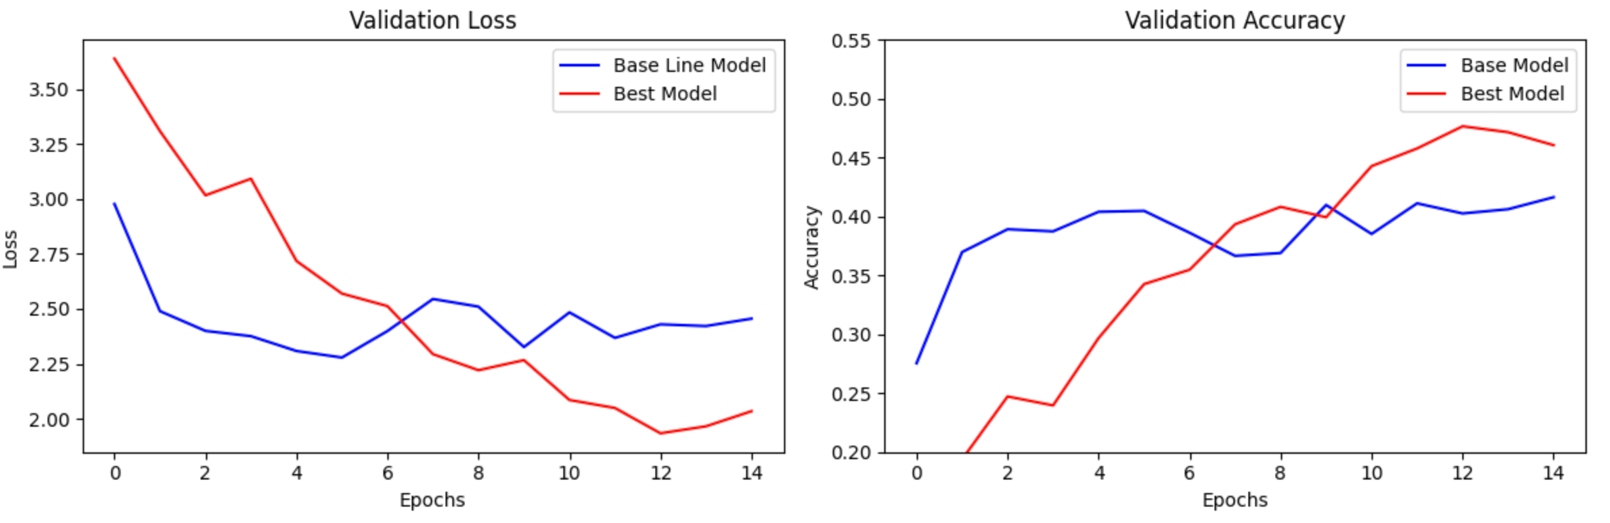 Validation Loss
Base Line Model
Best Model
3.50
3.25
3.00
2.75
2.50
2.25
2.00
Loss
0 2 4 6 8 10 12 14
Epochs
Validation Accuracy
Base Model
Best Model
0.55
0.50
0.45
0.40
0.35
0.30
0.25
0.20
Accuracy
0 2 4 6 8 10 12 14
Epochs